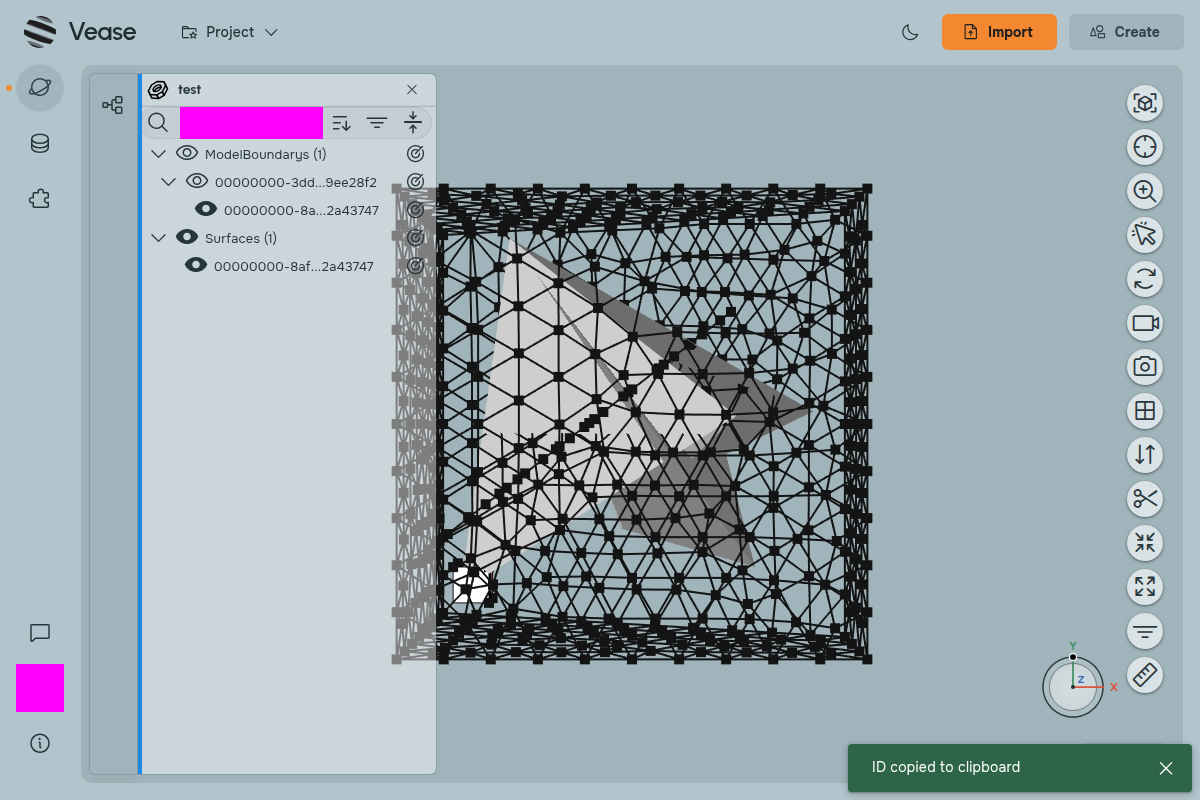 Vease
Project
Import
Create
test
ModelBoundarys (1)
00000000-3dd...9ee28f2
00000000-8a...2a43747
Surfaces (1)
00000000-8af...2a43747
Y
Z
X
ID copied to clipboard